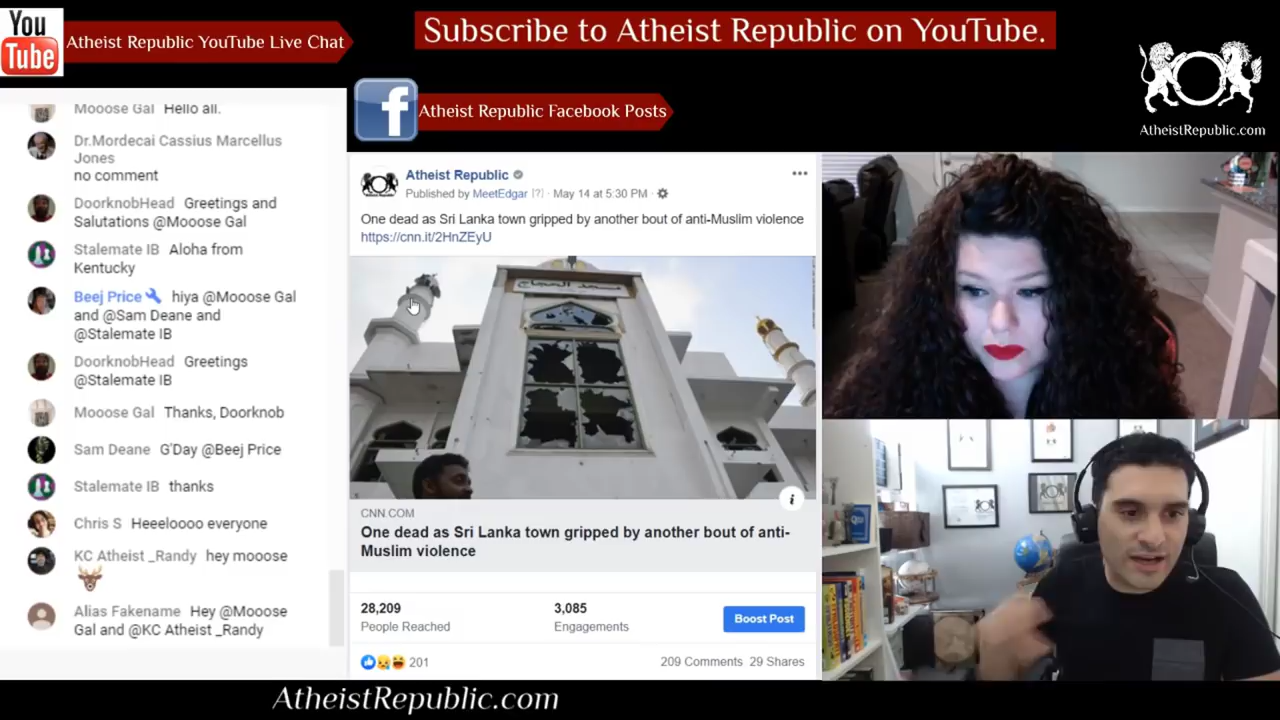 You
Tube
Atheist Republic YouTube Live Chat
Subscribe to Atheist Republic on YouTube.
AtheistRepublic.com
f
Atheist Republic Facebook Posts
Mooose Gal Hello all.
Dr.Mordecai Cassius Marcellus
Jones
no comment
DoorknobHead Greetings and
Salutations @Mooose Gal
Stalemate IB Aloha from
Kentucky
Beej Price hiya @Mooose Gal
and @Sam Deane and
@Stalemate IB
DoorknobHead Greetings
@Stalemate IB
Mooose Gal Thanks, Doorknob
Sam Deane G'Day @Beej Price
Stalemate IB thanks
Chris S Heeeloooo everyone
KC Atheist _Randy hey mooose
Alias Fakename Hey @Mooose
Gal and @KC Atheist _Randy
Atheist Republic
Published by MeetEdgar [?] · May 14 at 5:30 PM ·
One dead as Sri Lanka town gripped by another bout of anti-Muslim violence
https://cnn.it/2HnZEyU
i
CNN.COM
One dead as Sri Lanka town gripped by another bout of anti-
Muslim violence
28,209
People Reached
3,085
Engagements
Boost Post
201
209 Comments 29 Shares
AtheistRepublic.com